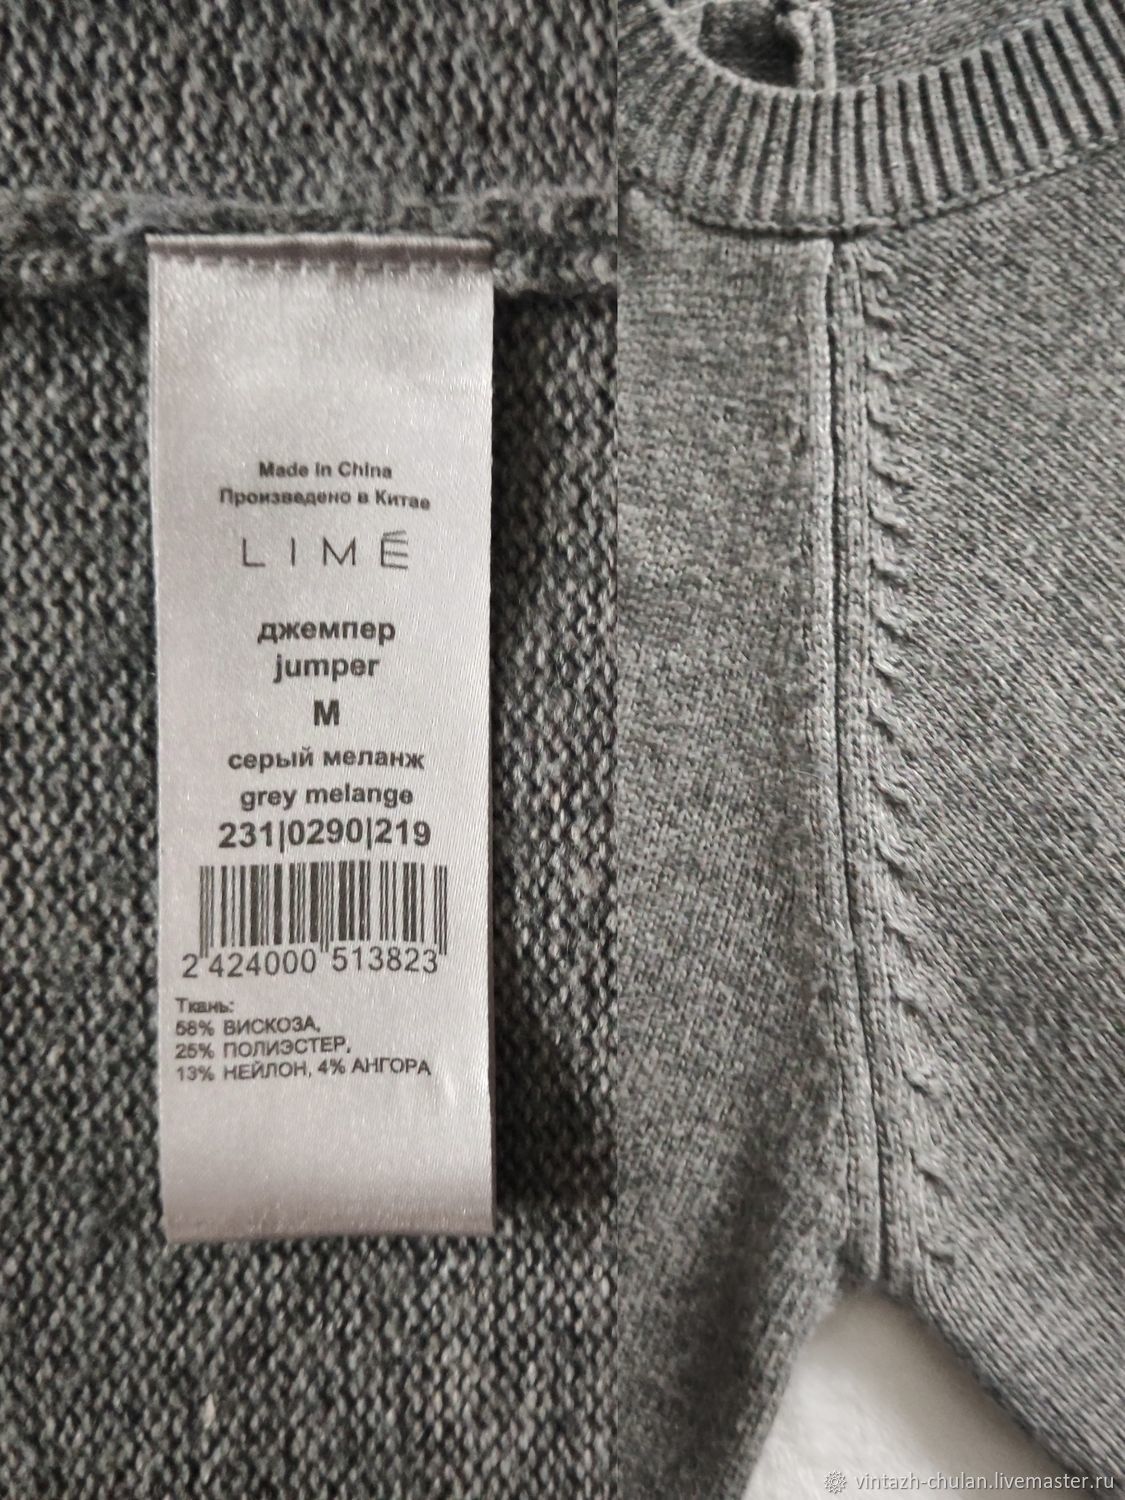 Made in China
Произведено в Китае
LIMÉ
джемпер
jumper
M
серый меланж
grey melange
231|0290|219
2 424000 513823
Ткань:
58% ВИСКОЗА,
25% ПОЛИЭСТЕР,
13% НЕЙЛОН, 4% АНГОРА
vintazh-chulan.livemaster.ru